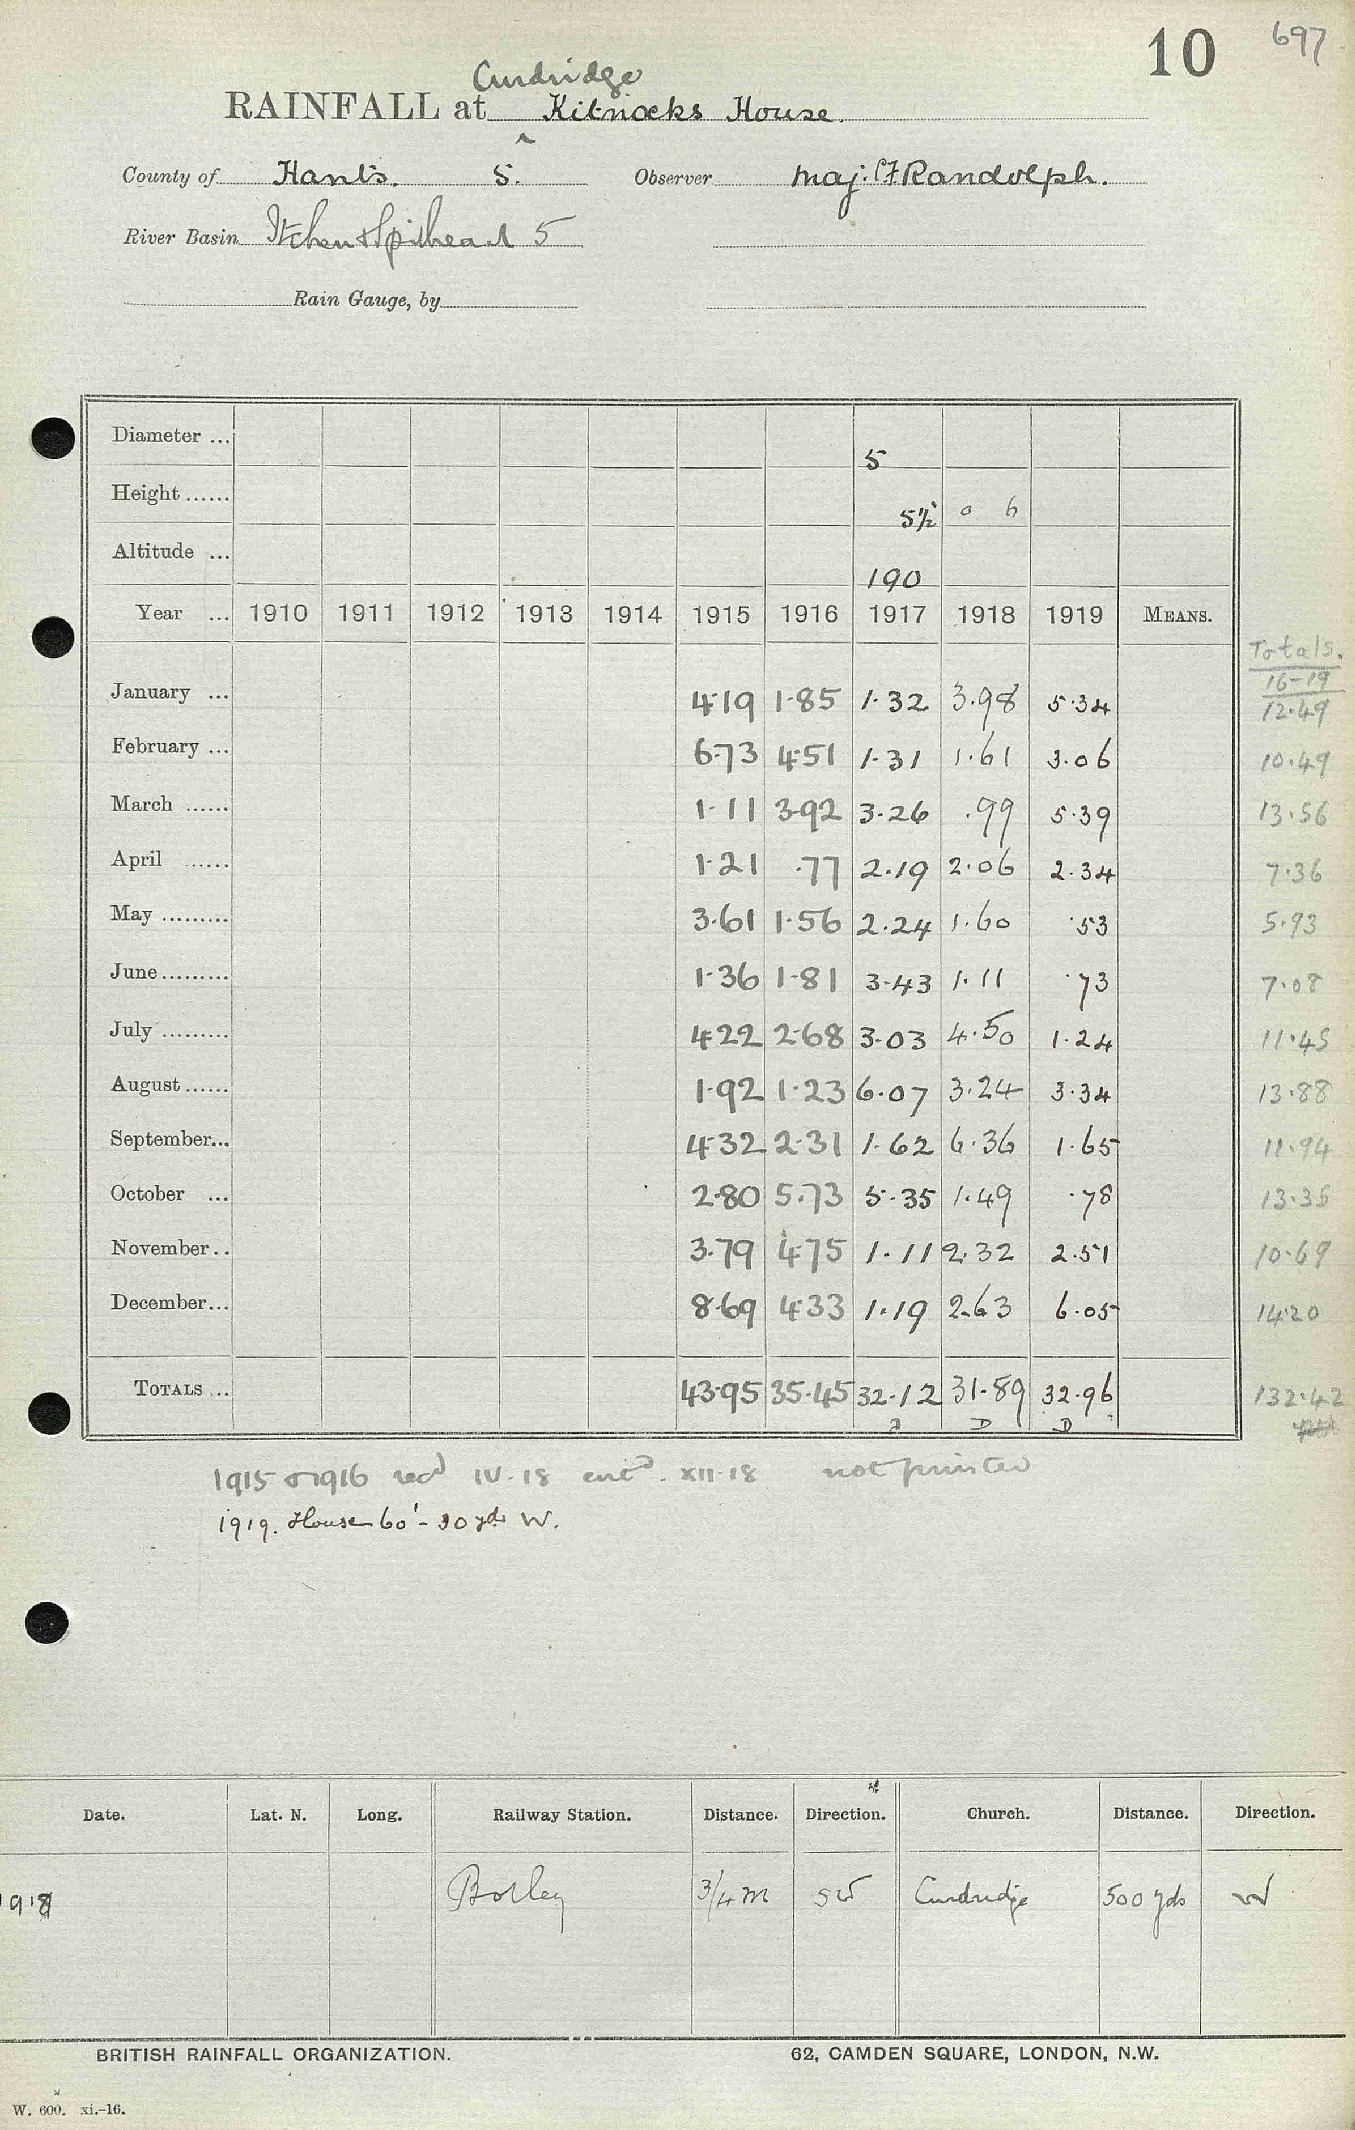 10 697
Curdridge
RAINFALL at Kitnocks House.
^
County of Hants. S. Observer Maj: F Randolph.
River Basin Itchen & Spithead 5
Rain Gauge, by
Diameter ... 5
Height ...... 5½ 0 6
Altitude ... 190
Year ... 1910 1911 1912 1913 1914 1915 1916 1917 1918 1919 MEANS.
Totals.
16-19
January ... 4.19 1.85 1.32 3.98 5.34 12.49
February ... 6.73 4.51 1.31 1.61 3.06 10.49
March ...... 1.11 3.92 3.26 .99 5.39 13.56
April ...... 1.21 .77 2.19 2.06 2.34 7.36
May ......... 3.61 1.56 2.24 1.60 .53 5.93
June ......... 1.36 1.81 3.43 1.11 .73 7.08
July ......... 4.22 2.68 3.03 4.50 1.24 11.45
August ...... 1.92 1.23 6.07 3.24 3.34 13.88
September... 4.32 2.31 1.62 6.36 1.65 11.94
October ... 2.80 5.73 5.35 1.49 .78 13.35
November .. 3.79 4.75 1.11 2.32 2.51 10.69
December... 8.69 4.33 1.19 2.63 6.05 14.20
TOTALS ... 43.95 35.45 32.12 31.89 32.96 132.42
D D
1915 & 1916 recd IV.18 entd. XII.18 not printed
1919. House 60' - 30 yds W.
Date. Lat. N. Long. Railway Station. Distance. Direction. Church. Distance. Direction.
1918 Botley 3/4 m SW Curdridge 500 yds W
BRITISH RAINFALL ORGANIZATION. 62, CAMDEN SQUARE, LONDON, N.W.
W. 600. xi.-16.